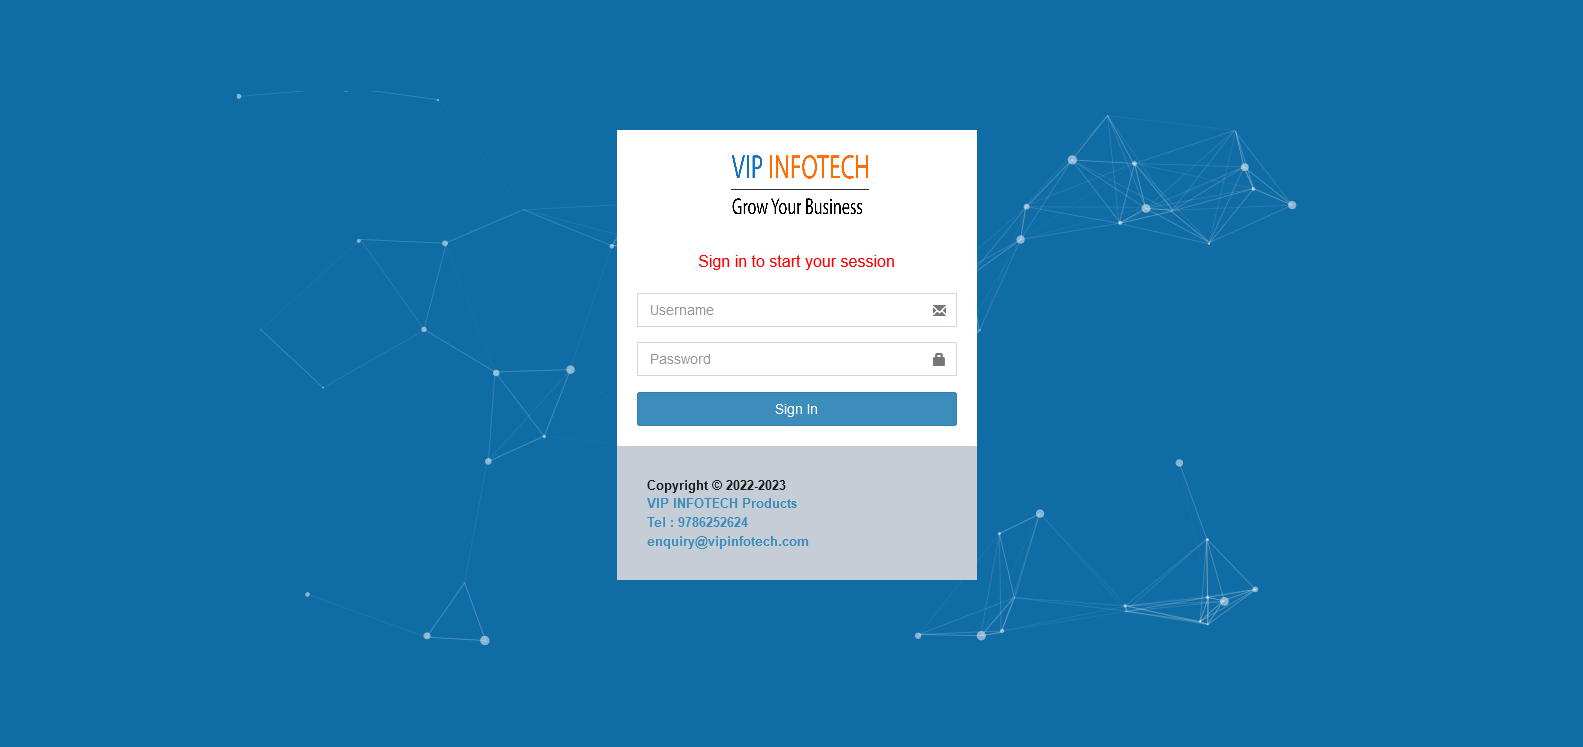 VIP INFOTECH
Grow Your Business
Sign in to start your session
Username
Password
Sign In
Copyright © 2022-2023
VIP INFOTECH Products
Tel : 9786252624
enquiry@vipinfotech.com